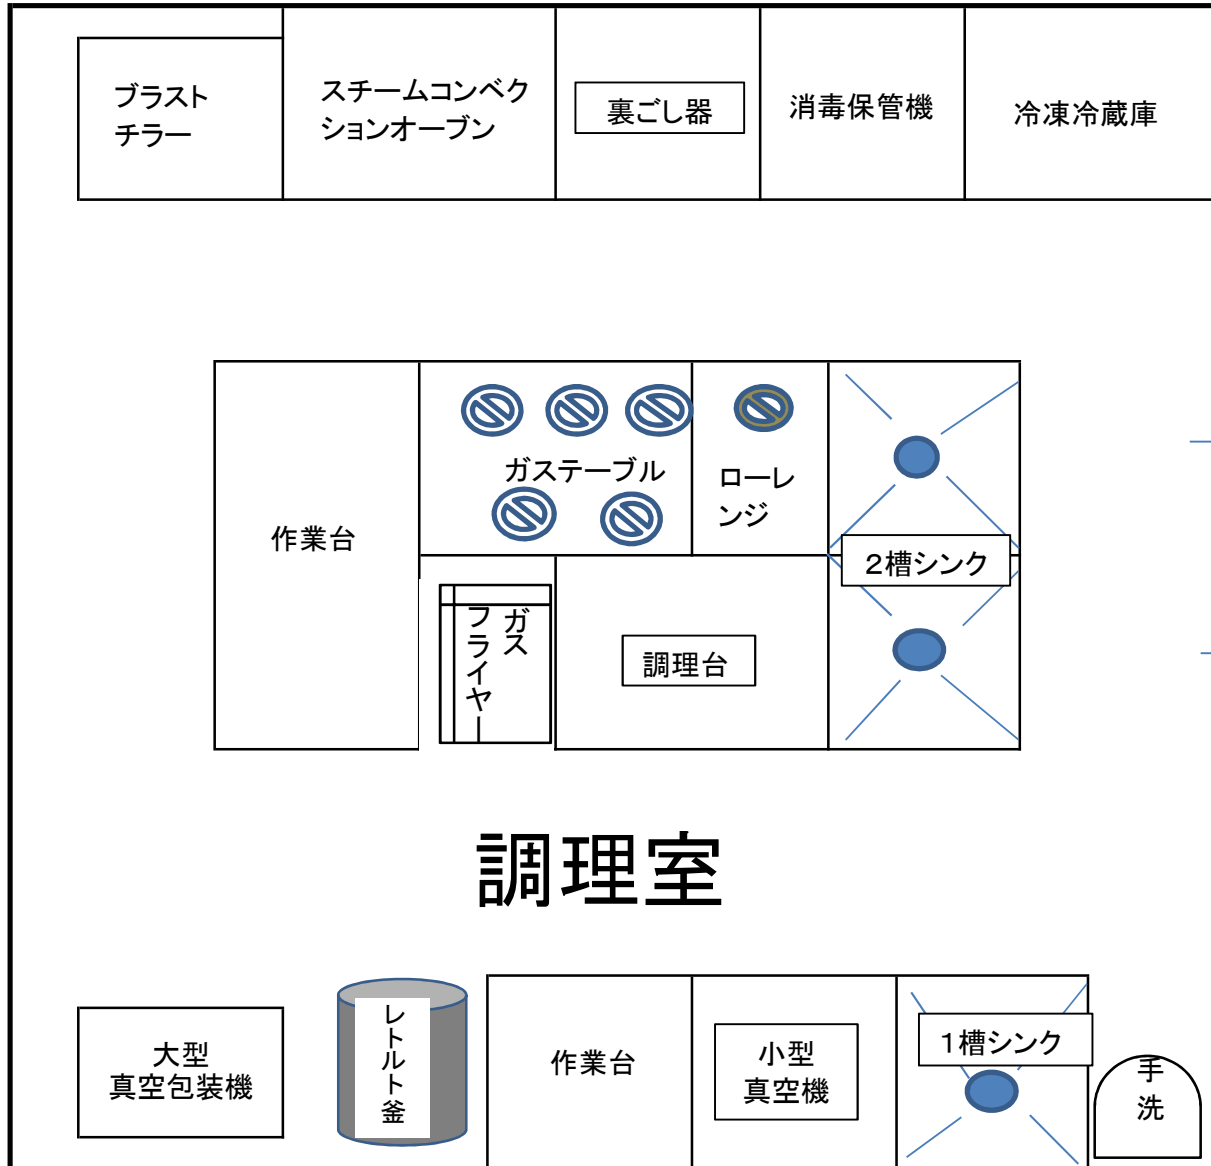 ブラスト
チラー
スチームコンベク
ションオーブン
裏ごし器
消毒保管機
冷凍冷蔵庫
作業台
ガステーブル
ローレ
ンジ
2槽シンク
ガス
フライヤー
調理台
調理室
大型
真空包装機
レトルト釜
作業台
小型
真空機
1槽シンク
手
洗